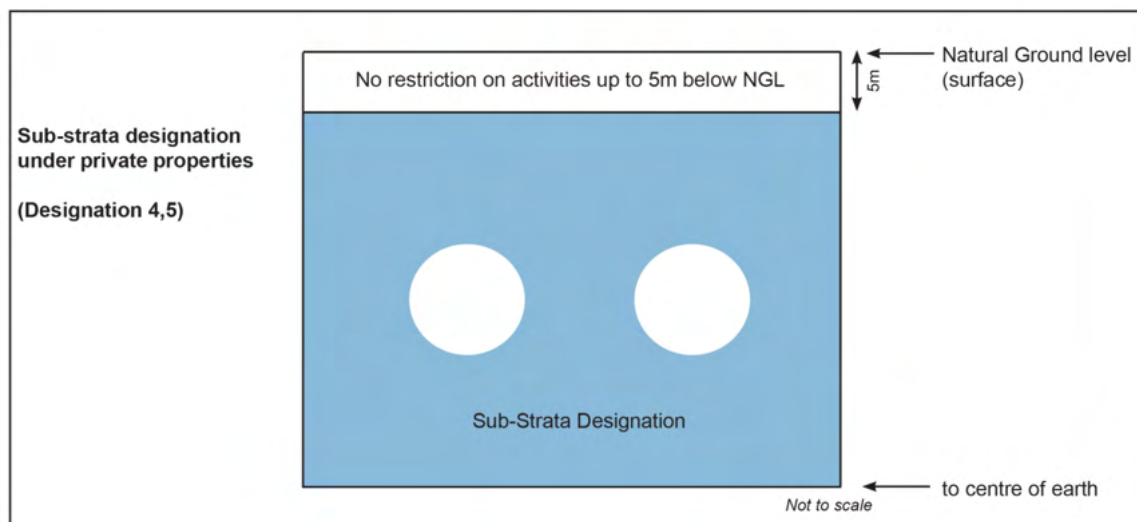 Natural Ground level
(surface)
No restriction on activities up to 5m below NGL
5m
Sub-strata designation
under private properties
(Designation 4,5)
Sub-Strata Designation
to centre of earth
Not to scale